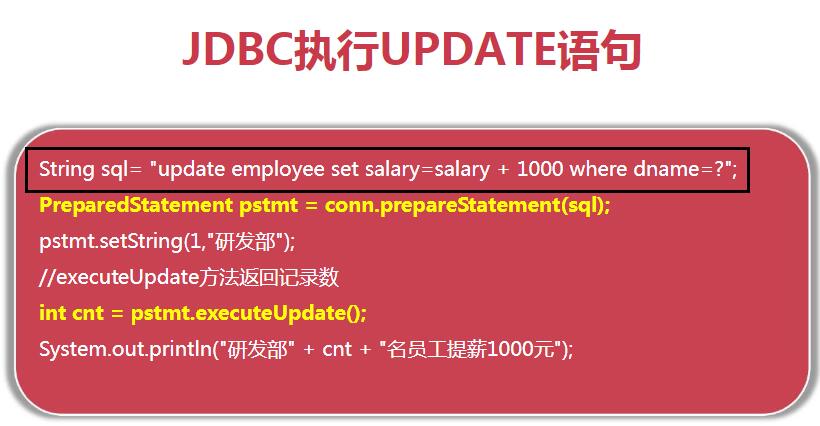 JDBC执行UPDATE语句
String sql= "update employee set salary=salary + 1000 where dname=?";
PreparedStatement pstmt = conn.prepareStatement(sql);
pstmt.setString(1,"研发部");
//executeUpdate方法返回记录数
int cnt = pstmt.executeUpdate();
System.out.println("研发部" + cnt + "名员工提薪1000元");